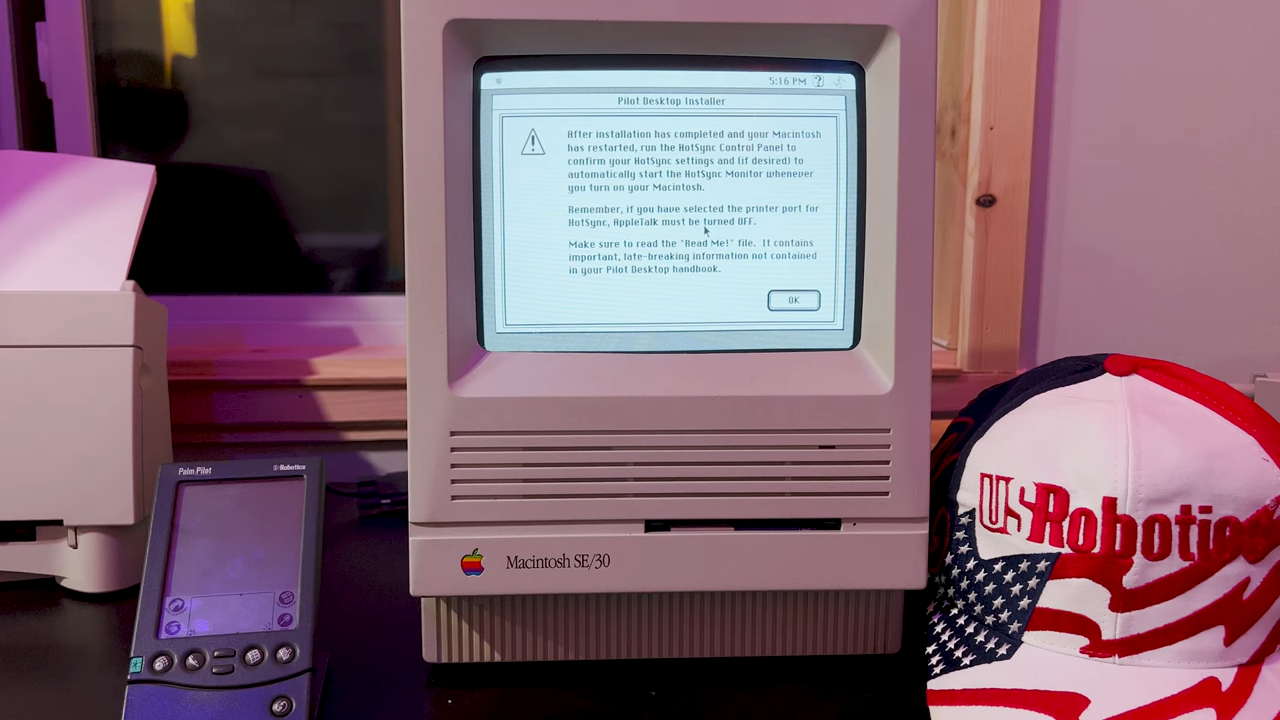 5:16 PM
Pilot Desktop Installer
After installation has completed and your Macintosh
has restarted, run the HotSync Control Panel to
confirm your HotSync settings and (if desired) to
automatically start the HotSync Monitor whenever
you turn on your Macintosh.
Remember, if you have selected the printer port for
HotSync, AppleTalk must be turned OFF.
Make sure to read the "Read Me!" file. It contains
important, late-breaking information not contained
in your Pilot Desktop handbook.
OK
Palm Pilot
US Robotics
Macintosh SE/30
US Robotics